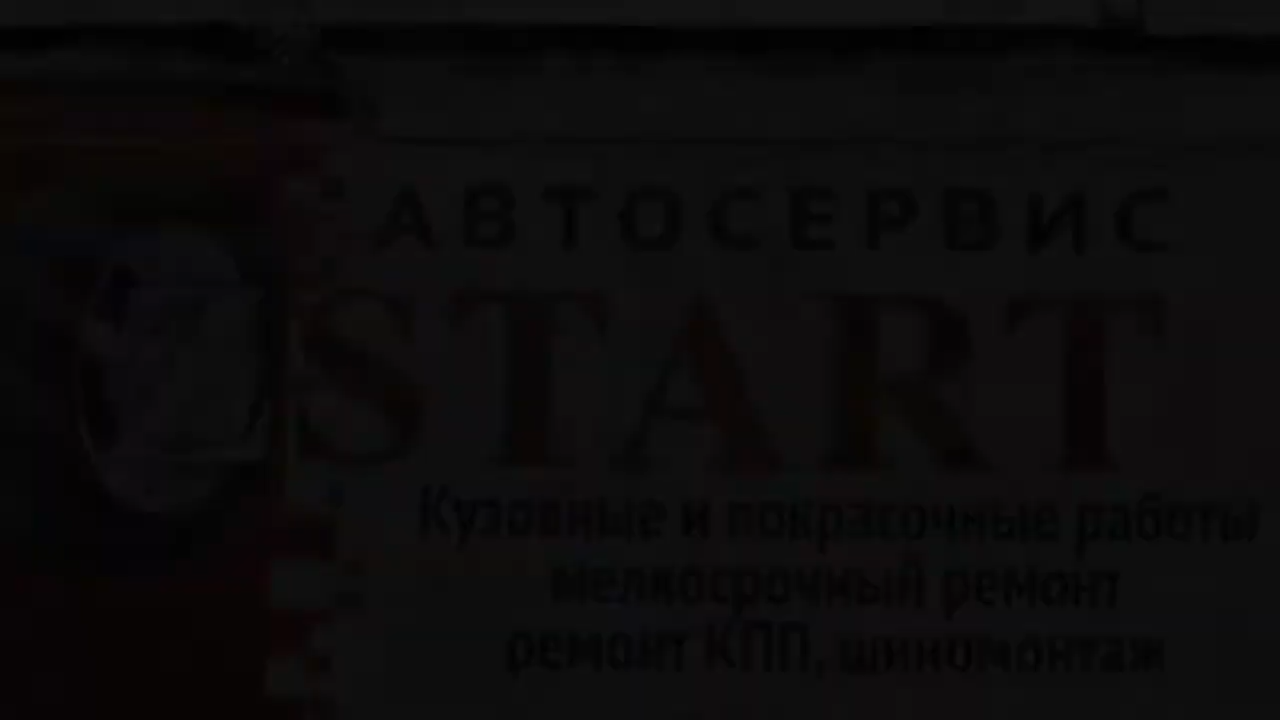 АВТОСЕРВИС
START
Кузовные и покрасочные работы
мелкосрочный ремонт
ремонт КПП, шиномонтаж